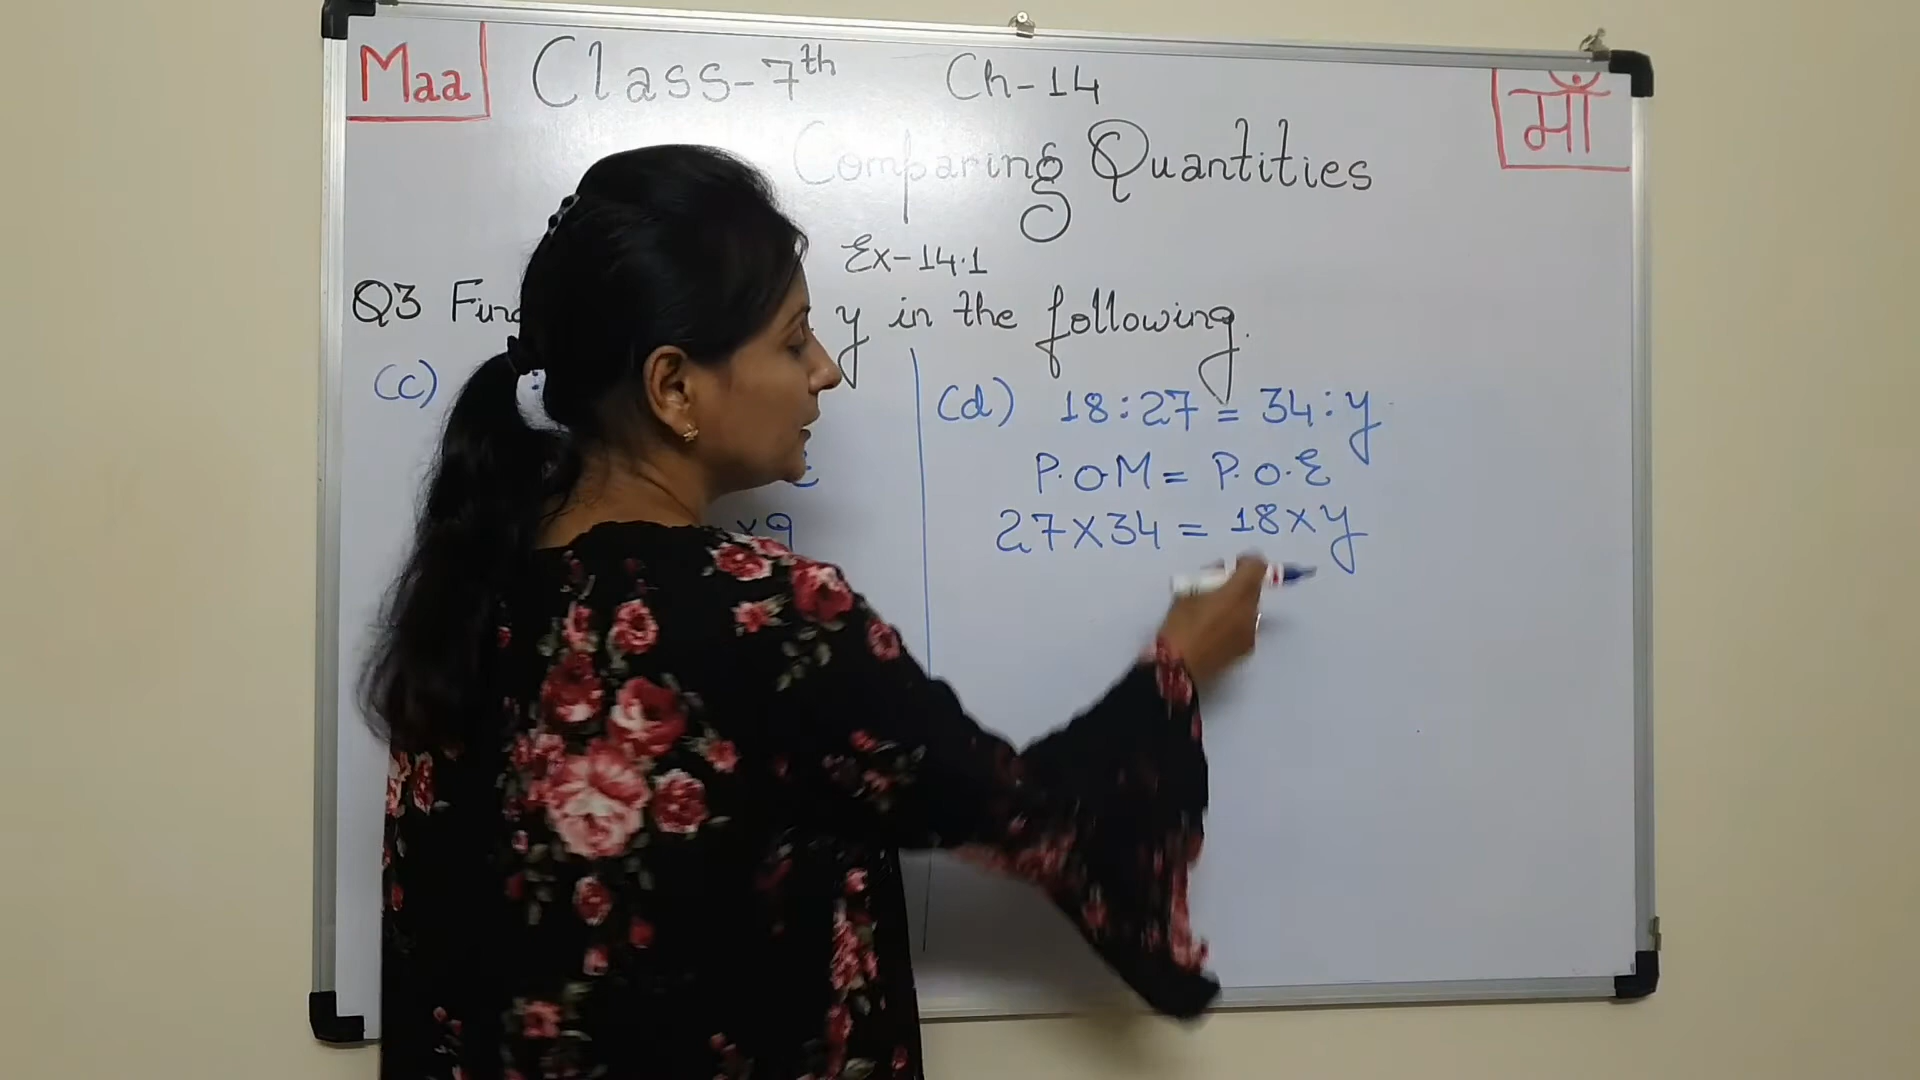 Maa Class-7th Ch-14 माँ
Comparing Quantities
Ex-14.1
Q3 y in the following.
(c)
×9
(d) 18:27 = 34:y
P.O.M = P.O.E
27×34 = 18×y